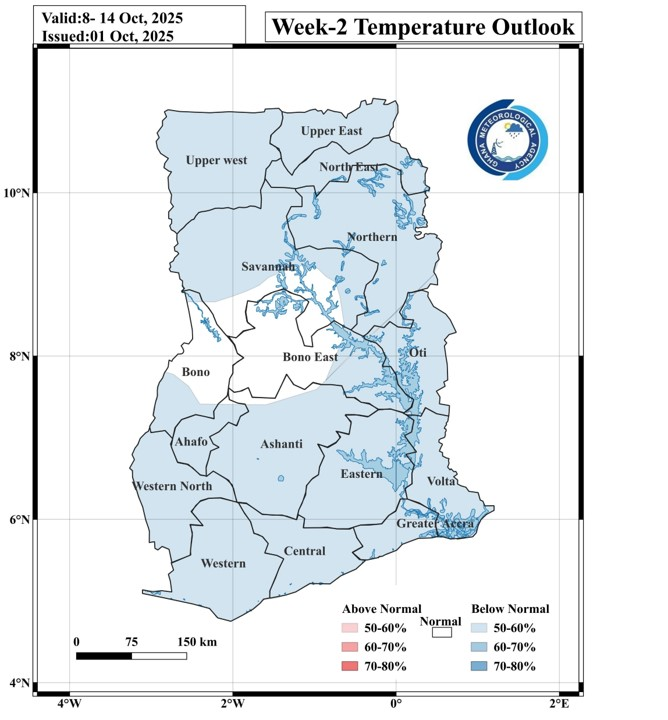 Valid:8- 14 Oct, 2025
Issued:01 Oct, 2025
Week-2 Temperature Outlook
GHANA METEOROLOGICAL AGENCY
Upper East
Upper west
North East
10°N
Northern
Savannah
8°N
Oti
Bono East
Bono
Ahafo
Ashanti
Eastern
Volta
Western North
6°N
Greater Accra
Central
Western
Above Normal
Normal
Below Normal
50-60%
50-60%
60-70%
60-70%
70-80%
70-80%
0 75 150 km
4°N
4°W 2°W 0° 2°E